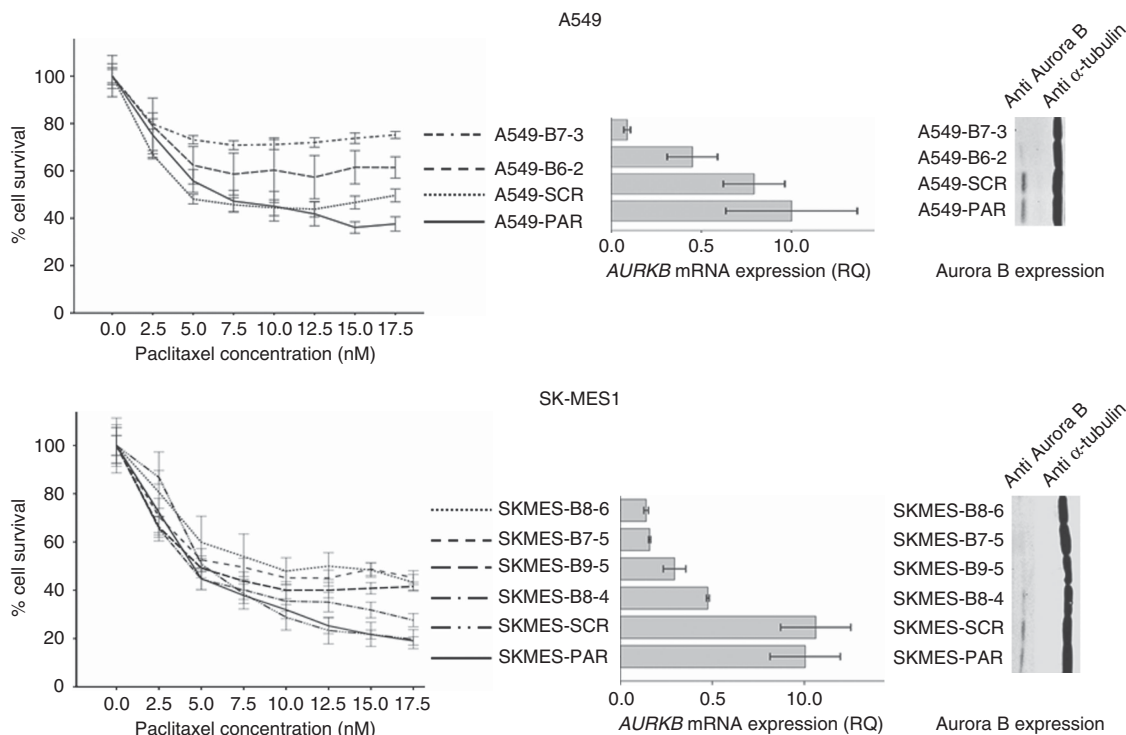 A549
% cell survival
100
80
60
40
20
0
0.0 2.5 5.0 7.5 10.0 12.5 15.0 17.5
Paclitaxel concentration (nM)
A549-B7-3
A549-B6-2
A549-SCR
A549-PAR
0.0 0.5 10.0
AURKB mRNA expression (RQ)
Anti Aurora B
Anti α-tubulin
A549-B7-3
A549-B6-2
A549-SCR
A549-PAR
Aurora B expression
SK-MES1
% cell survival
100
80
60
40
20
0
0.0 2.5 5.0 7.5 10.0 12.5 15.0 17.5
Paclitaxel concentration (nM)
SKMES-B8-6
SKMES-B7-5
SKMES-B9-5
SKMES-B8-4
SKMES-SCR
SKMES-PAR
0.0 0.5 10.0
AURKB mRNA expression (RQ)
Anti Aurora B
Anti α-tubulin
SKMES-B8-6
SKMES-B7-5
SKMES-B9-5
SKMES-B8-4
SKMES-SCR
SKMES-PAR
Aurora B expression